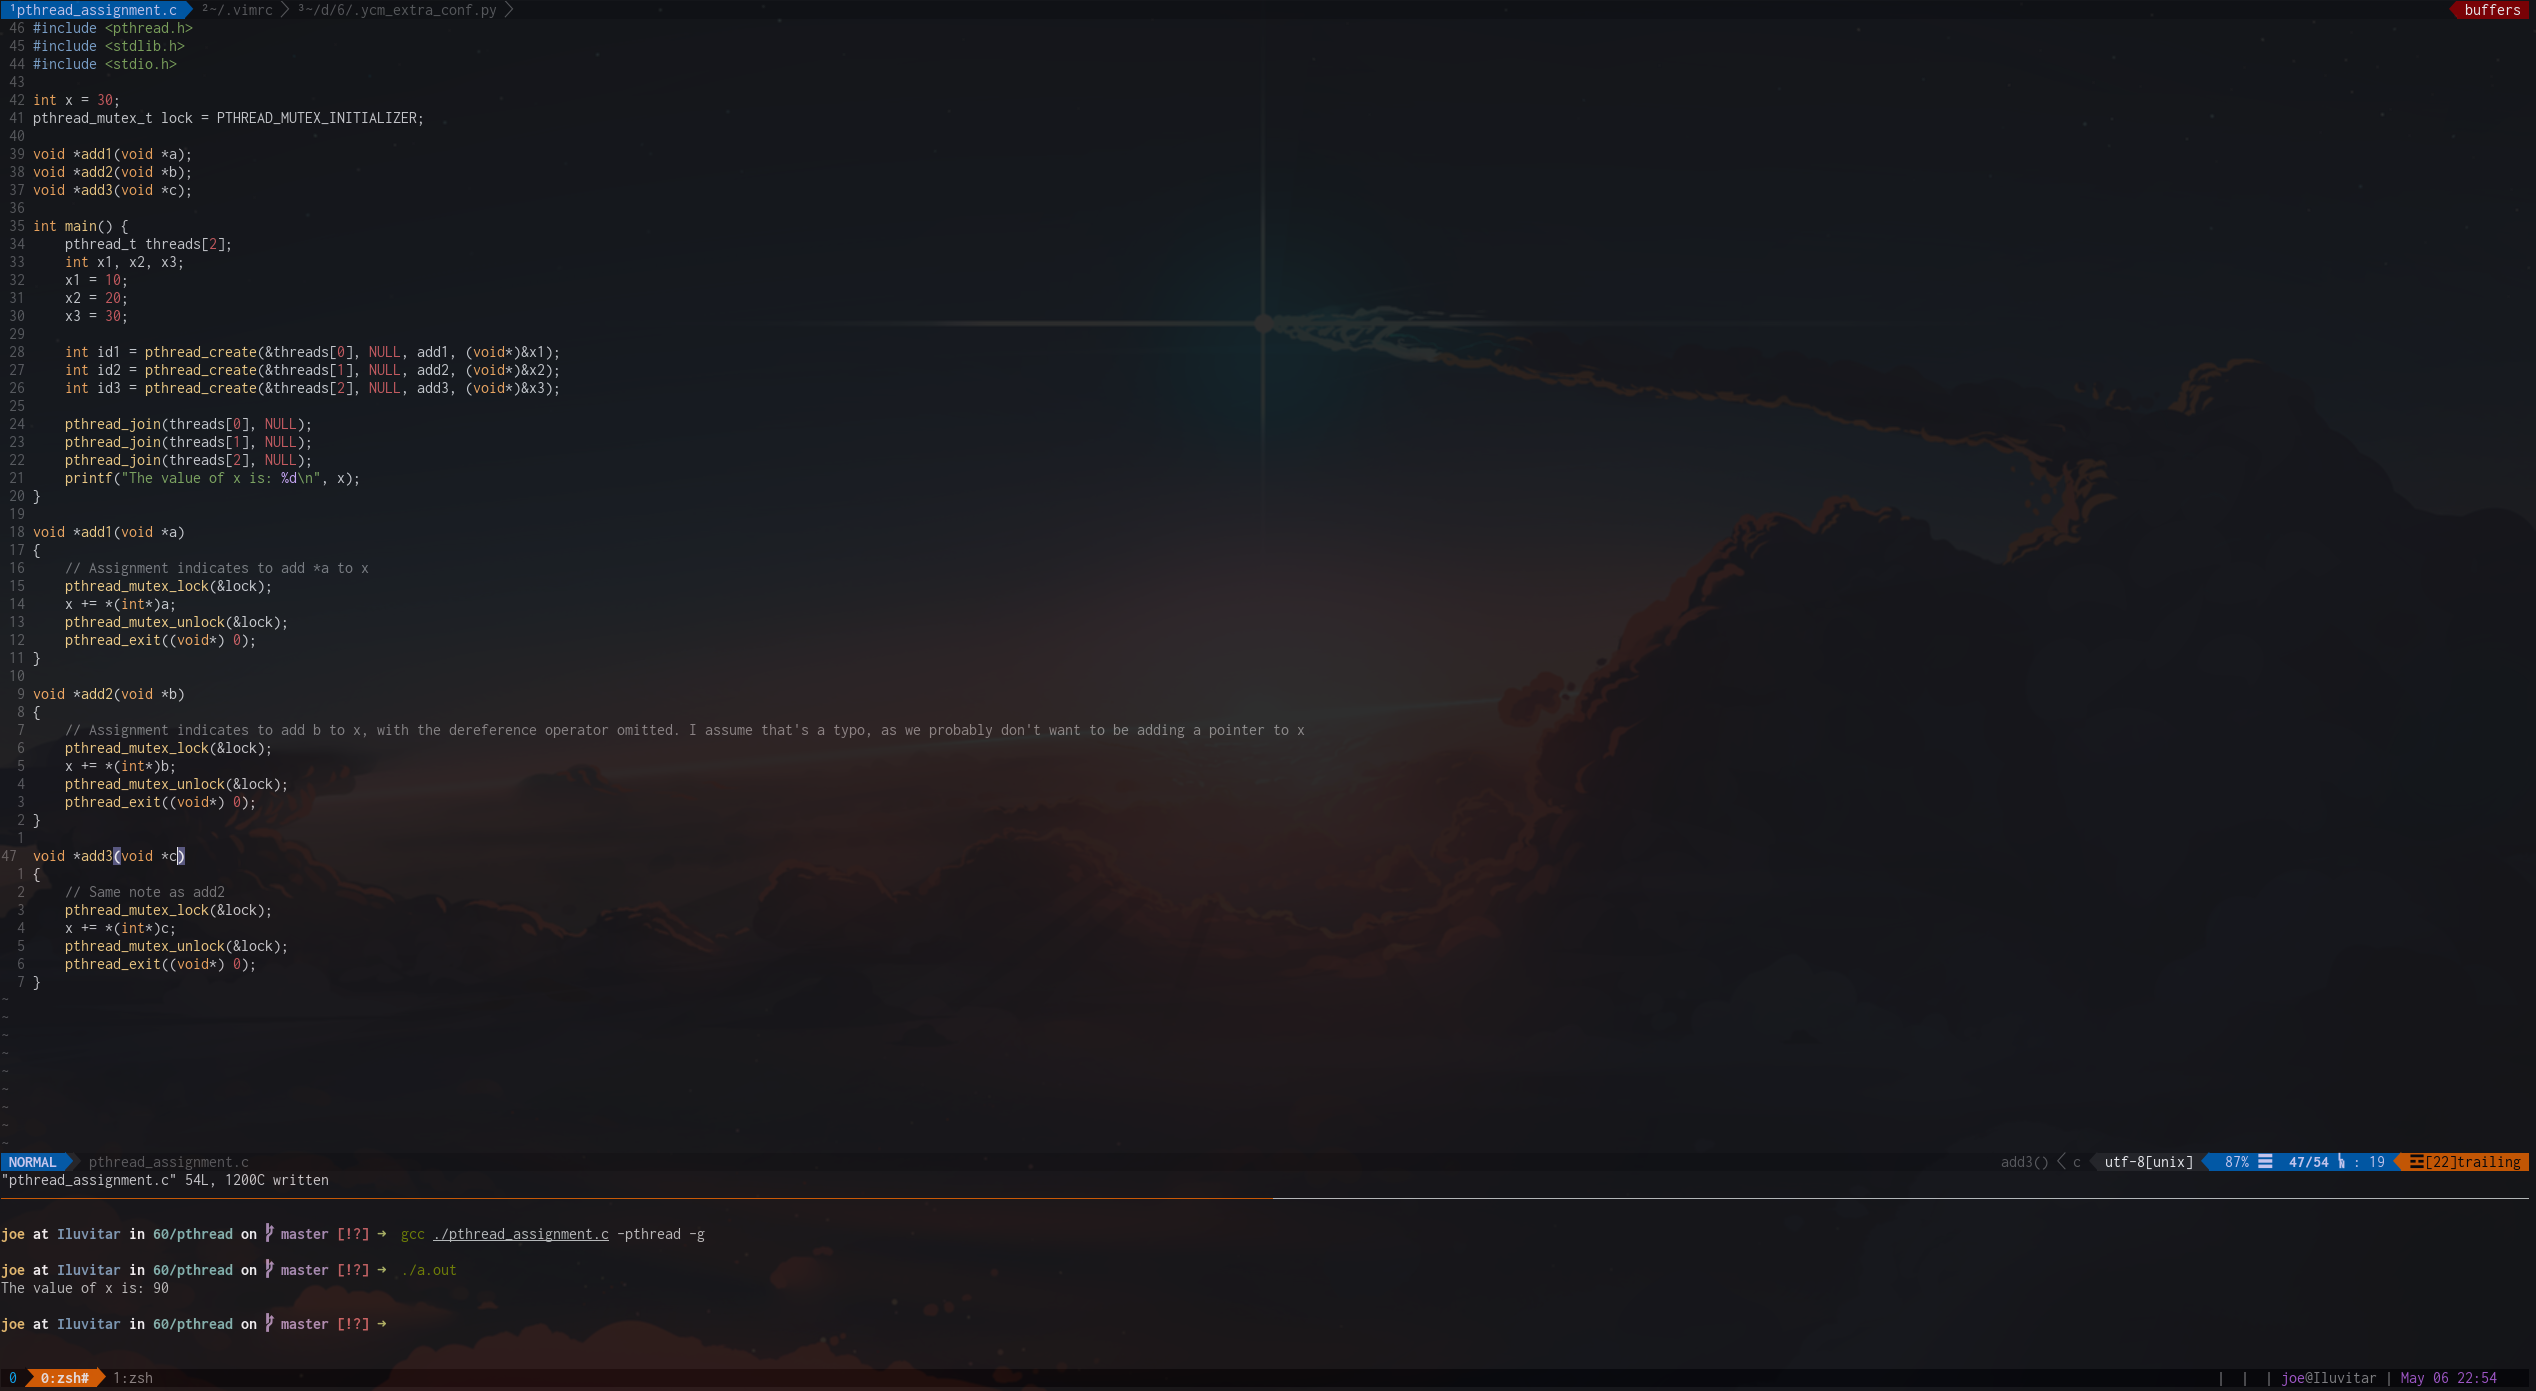 ¹pthread_assignment.c ²~/.vimrc ³~/d/6/.ycm_extra_conf.py buffers
46 #include <pthread.h>
45 #include <stdlib.h>
44 #include <stdio.h>
43
42 int x = 30;
41 pthread_mutex_t lock = PTHREAD_MUTEX_INITIALIZER;
40
39 void *add1(void *a);
38 void *add2(void *b);
37 void *add3(void *c);
36
35 int main() {
34     pthread_t threads[2];
33     int x1, x2, x3;
32     x1 = 10;
31     x2 = 20;
30     x3 = 30;
29
28     int id1 = pthread_create(&threads[0], NULL, add1, (void*)&x1);
27     int id2 = pthread_create(&threads[1], NULL, add2, (void*)&x2);
26     int id3 = pthread_create(&threads[2], NULL, add3, (void*)&x3);
25
24     pthread_join(threads[0], NULL);
23     pthread_join(threads[1], NULL);
22     pthread_join(threads[2], NULL);
21     printf("The value of x is: %d\n", x);
20 }
19
18 void *add1(void *a)
17 {
16     // Assignment indicates to add *a to x
15     pthread_mutex_lock(&lock);
14     x += *(int*)a;
13     pthread_mutex_unlock(&lock);
12     pthread_exit((void*) 0);
11 }
10
9 void *add2(void *b)
8 {
7     // Assignment indicates to add b to x, with the dereference operator omitted. I assume that's a typo, as we probably don't want to be adding a pointer to x
6     pthread_mutex_lock(&lock);
5     x += *(int*)b;
4     pthread_mutex_unlock(&lock);
3     pthread_exit((void*) 0);
2 }
1
47 void *add3(void *c)
1 {
2     // Same note as add2
3     pthread_mutex_lock(&lock);
4     x += *(int*)c;
5     pthread_mutex_unlock(&lock);
6     pthread_exit((void*) 0);
7 }
~
~
~
~
~
~
~
~
~
NORMAL pthread_assignment.c add3() c utf-8[unix] 87% ☰ 47/54 : 19 ☲[22]trailing
"pthread_assignment.c" 54L, 1200C written
joe at Iluvitar in 60/pthread on master [!?] ➜ gcc ./pthread_assignment.c -pthread -g
joe at Iluvitar in 60/pthread on master [!?] ➜ ./a.out
The value of x is: 90
joe at Iluvitar in 60/pthread on master [!?] ➜
0 0:zsh# 1:zsh | | | joe@Iluvitar | May 06 22:54